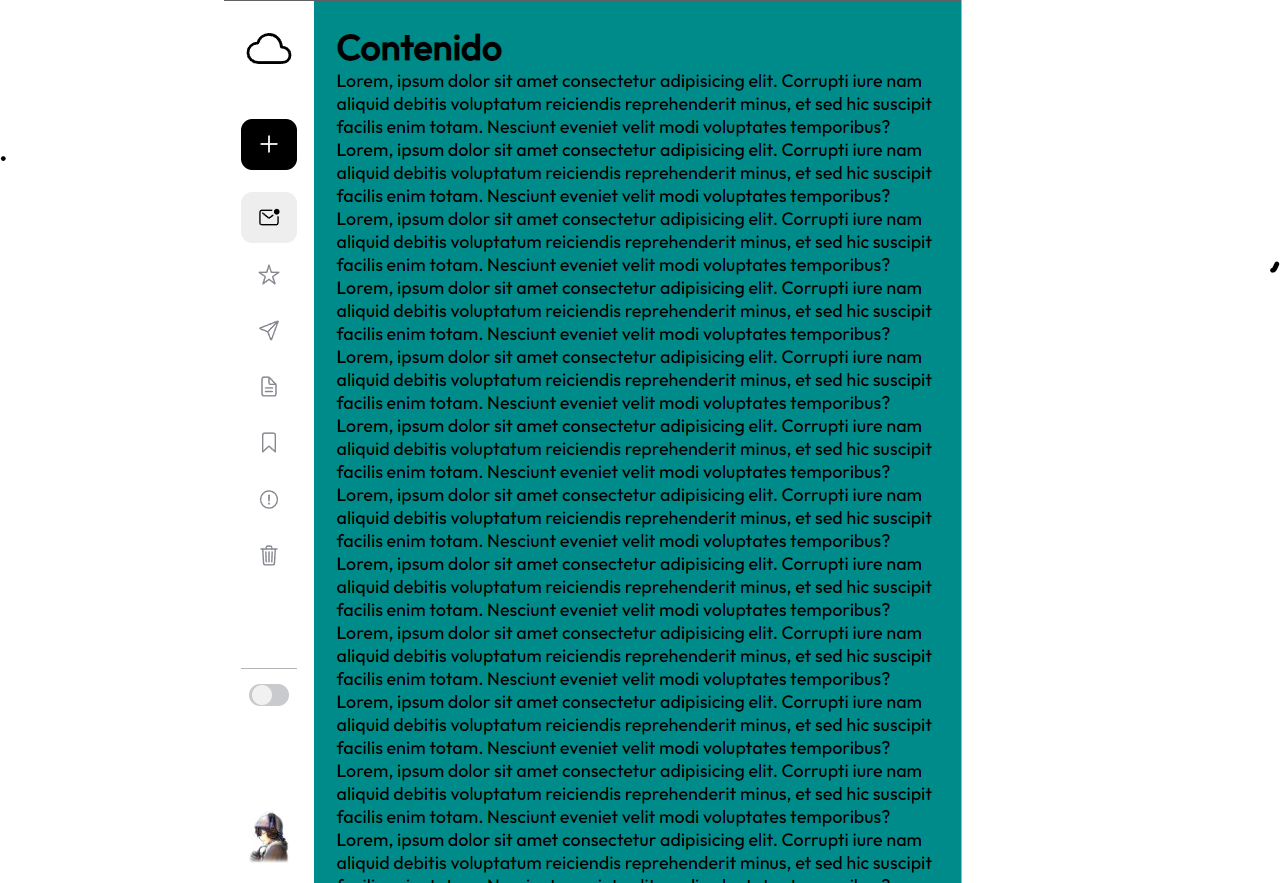 Contenido
Lorem, ipsum dolor sit amet consectetur adipisicing elit. Corrupti iure nam
aliquid debitis voluptatum reiciendis reprehenderit minus, et sed hic suscipit
facilis enim totam. Nesciunt eveniet velit modi voluptates temporibus?
Lorem, ipsum dolor sit amet consectetur adipisicing elit. Corrupti iure nam
aliquid debitis voluptatum reiciendis reprehenderit minus, et sed hic suscipit
facilis enim totam. Nesciunt eveniet velit modi voluptates temporibus?
Lorem, ipsum dolor sit amet consectetur adipisicing elit. Corrupti iure nam
aliquid debitis voluptatum reiciendis reprehenderit minus, et sed hic suscipit
facilis enim totam. Nesciunt eveniet velit modi voluptates temporibus?
Lorem, ipsum dolor sit amet consectetur adipisicing elit. Corrupti iure nam
aliquid debitis voluptatum reiciendis reprehenderit minus, et sed hic suscipit
facilis enim totam. Nesciunt eveniet velit modi voluptates temporibus?
Lorem, ipsum dolor sit amet consectetur adipisicing elit. Corrupti iure nam
aliquid debitis voluptatum reiciendis reprehenderit minus, et sed hic suscipit
facilis enim totam. Nesciunt eveniet velit modi voluptates temporibus?
Lorem, ipsum dolor sit amet consectetur adipisicing elit. Corrupti iure nam
aliquid debitis voluptatum reiciendis reprehenderit minus, et sed hic suscipit
facilis enim totam. Nesciunt eveniet velit modi voluptates temporibus?
Lorem, ipsum dolor sit amet consectetur adipisicing elit. Corrupti iure nam
aliquid debitis voluptatum reiciendis reprehenderit minus, et sed hic suscipit
facilis enim totam. Nesciunt eveniet velit modi voluptates temporibus?
Lorem, ipsum dolor sit amet consectetur adipisicing elit. Corrupti iure nam
aliquid debitis voluptatum reiciendis reprehenderit minus, et sed hic suscipit
facilis enim totam. Nesciunt eveniet velit modi voluptates temporibus?
Lorem, ipsum dolor sit amet consectetur adipisicing elit. Corrupti iure nam
aliquid debitis voluptatum reiciendis reprehenderit minus, et sed hic suscipit
facilis enim totam. Nesciunt eveniet velit modi voluptates temporibus?
Lorem, ipsum dolor sit amet consectetur adipisicing elit. Corrupti iure nam
aliquid debitis voluptatum reiciendis reprehenderit minus, et sed hic suscipit
facilis enim totam. Nesciunt eveniet velit modi voluptates temporibus?
Lorem, ipsum dolor sit amet consectetur adipisicing elit. Corrupti iure nam
aliquid debitis voluptatum reiciendis reprehenderit minus, et sed hic suscipit
facilis enim totam. Nesciunt eveniet velit modi voluptates temporibus?
Lorem, ipsum dolor sit amet consectetur adipisicing elit. Corrupti iure nam
aliquid debitis voluptatum reiciendis reprehenderit minus, et sed hic suscipit